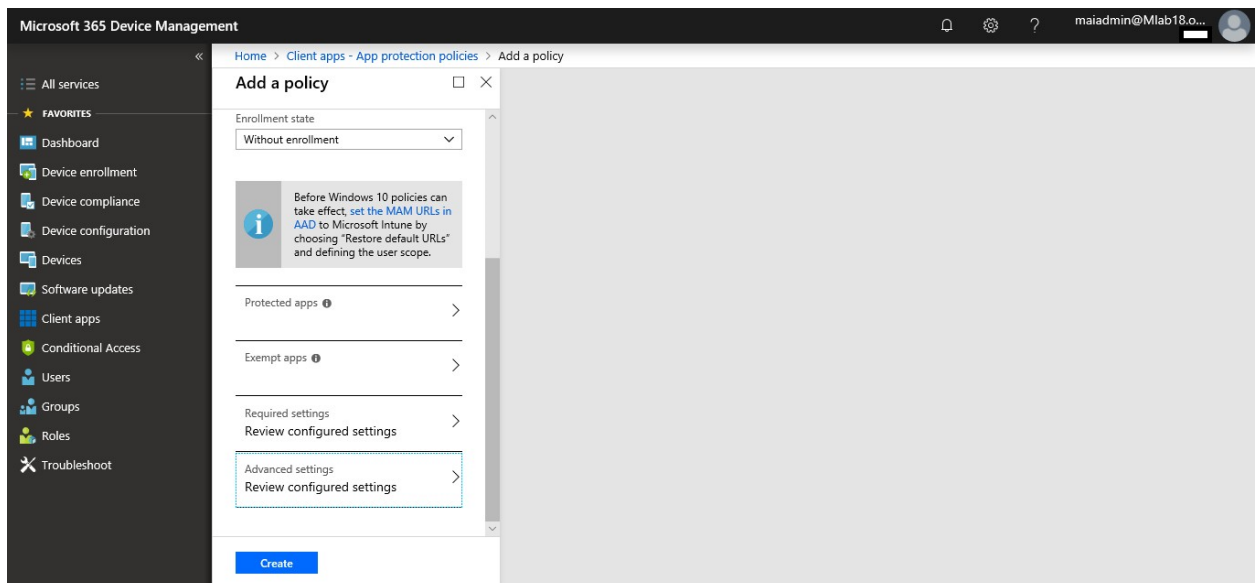 Microsoft 365 Device Management
?
maiadmin@Mlab18.o...
«
Home > Client apps - App protection policies > Add a policy
All services
FAVORITES
Dashboard
Device enrollment
Device compliance
Device configuration
Devices
Software updates
Client apps
Conditional Access
Users
Groups
Roles
Troubleshoot
Add a policy
Enrollment state
Without enrollment
Before Windows 10 policies can
take effect, set the MAM URLs in
AAD to Microsoft Intune by
choosing "Restore default URLs"
and defining the user scope.
Protected apps
Exempt apps
Required settings
Review configured settings
Advanced settings
Review configured settings
Create